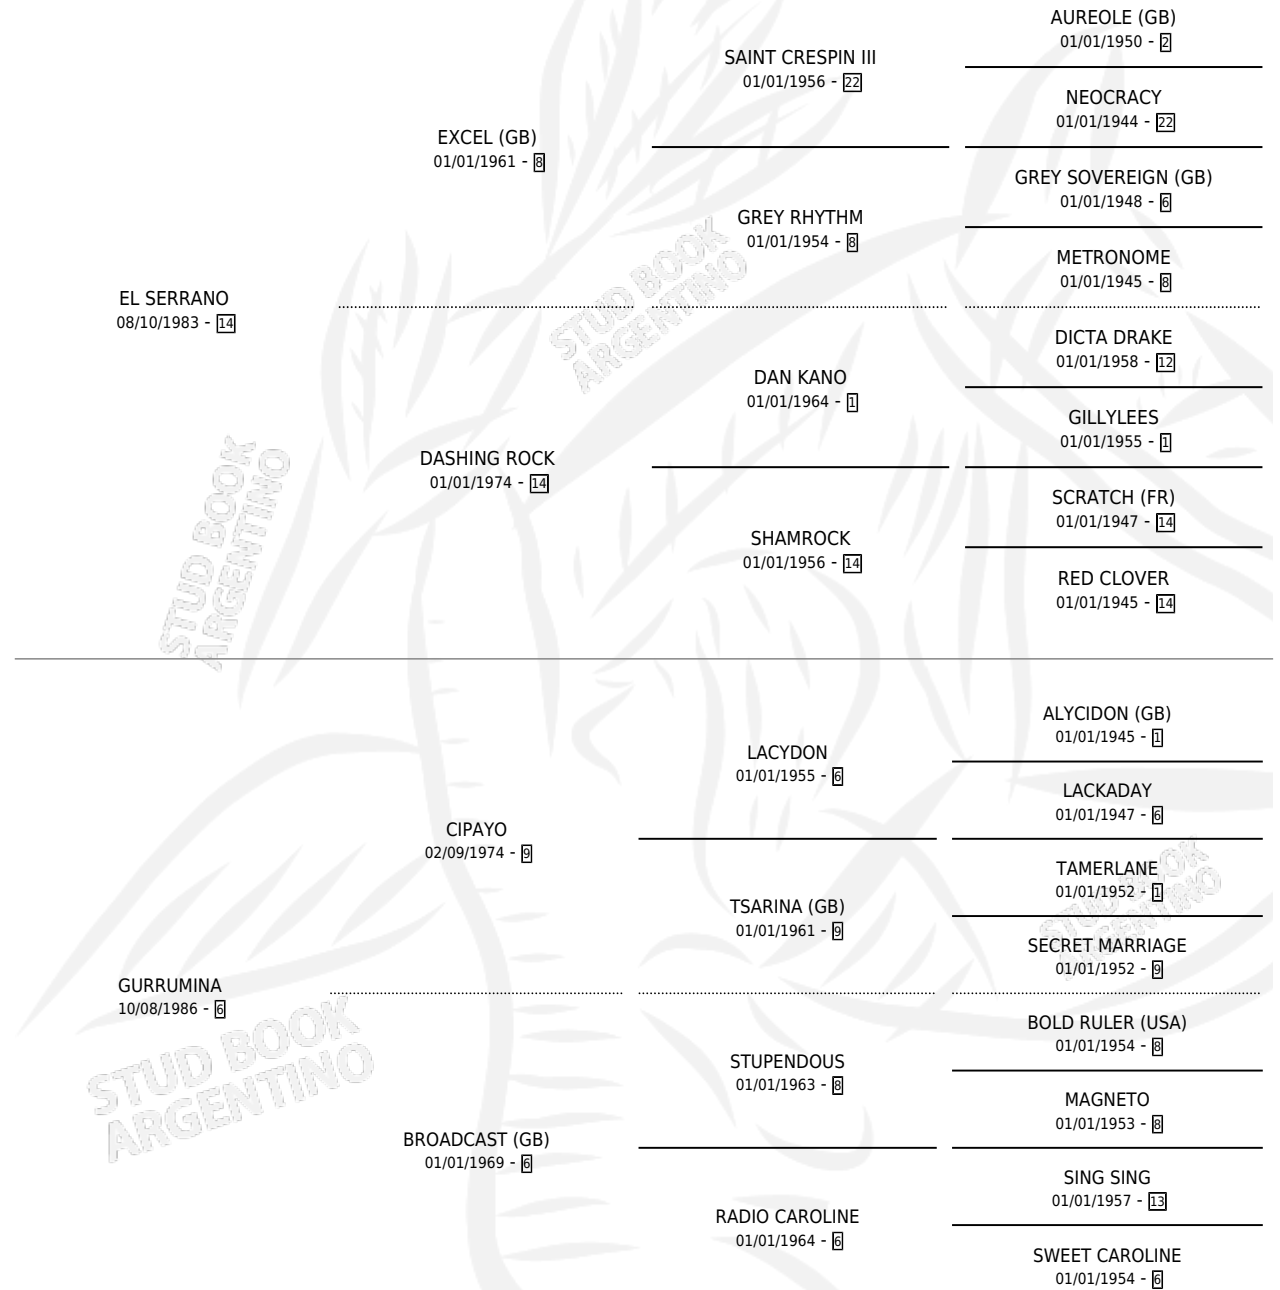 AUREOLE (GB)
01/01/1950 - 2
SAINT CRESPIN III
01/01/1956 - 22
NEOCRACY
01/01/1944 - 22
EXCEL (GB)
01/01/1961 - 8
GREY SOVEREIGN (GB)
01/01/1948 - 6
GREY RHYTHM
01/01/1954 - 8
METRONOME
01/01/1945 - 8
EL SERRANO
08/10/1983 - 14
DICTA DRAKE
01/01/1958 - 12
DAN KANO
01/01/1964 - 1
GILLYLEES
01/01/1955 - 1
DASHING ROCK
01/01/1974 - 14
SCRATCH (FR)
01/01/1947 - 14
SHAMROCK
01/01/1956 - 14
RED CLOVER
01/01/1945 - 14
STUD BOOK
ARGENTINO
STUD BOOK
ARGENTINO
ALYCIDON (GB)
01/01/1945 - 1
LACYDON
01/01/1955 - 6
LACKADAY
01/01/1947 - 6
CIPAYO
02/09/1974 - 9
TAMERLANE
01/01/1952 - 1
TSARINA (GB)
01/01/1961 - 9
SECRET MARRIAGE
01/01/1952 - 9
GURRUMINA
10/08/1986 - 6
BOLD RULER (USA)
01/01/1954 - 8
STUPENDOUS
01/01/1963 - 8
MAGNETO
01/01/1953 - 8
BROADCAST (GB)
01/01/1969 - 6
SING SING
01/01/1957 - 13
RADIO CAROLINE
01/01/1964 - 6
SWEET CAROLINE
01/01/1954 - 6
STUD BOOK
ARGENTINO
STUD BOOK
ARGENTINO